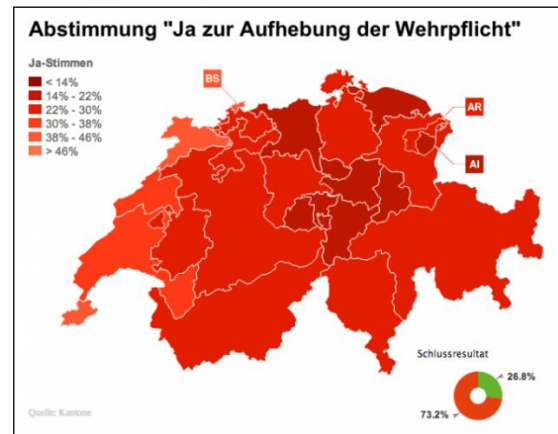 Abstimmung "Ja zur Aufhebung der Wehrpflicht"
Ja-Stimmen
< 14%
14% - 22%
22% - 30%
30% - 38%
38% - 46%
> 46%
BS
AR
AI
Schlussresultat
26.8%
73.2%
Quelle: Kantone